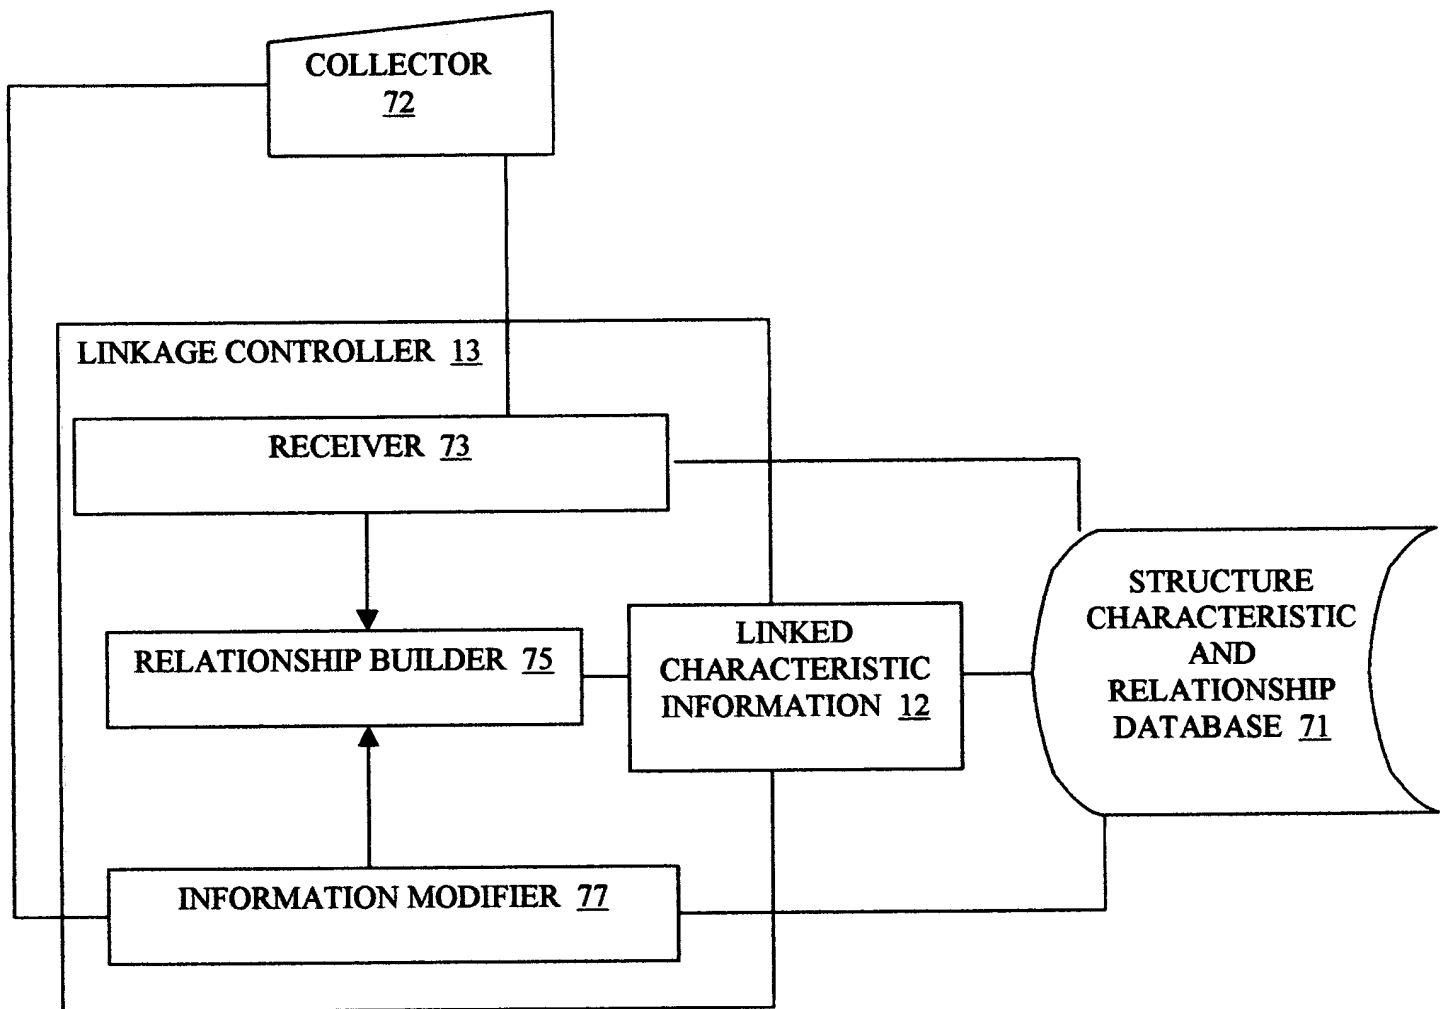 COLLECTOR
72
LINKAGE CONTROLLER 13
RECEIVER 73
RELATIONSHIP BUILDER 75
LINKED
CHARACTERISTIC
INFORMATION 12
STRUCTURE
CHARACTERISTIC
AND
RELATIONSHIP
DATABASE 71
INFORMATION MODIFIER 77